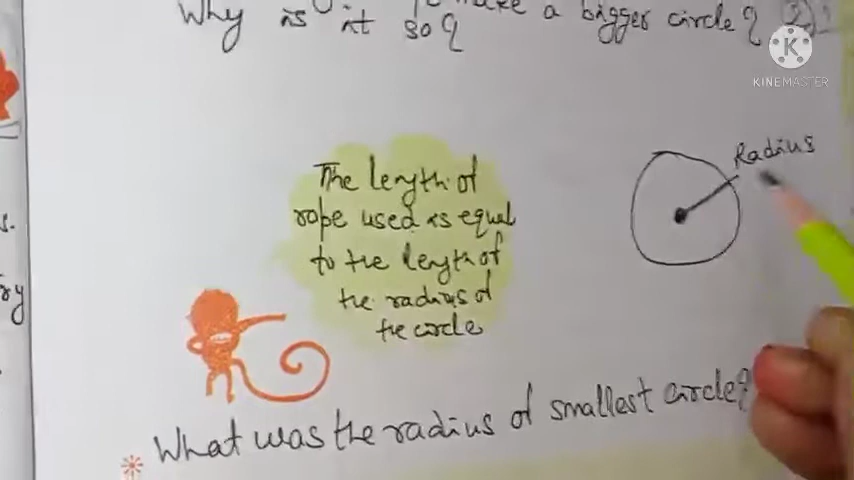 make a bigger circle?
Why is it so?
KINEMASTER
Radius
The length of
rope used is equal
to the length of
the radius of
the circle
What was the radius of smallest circle?